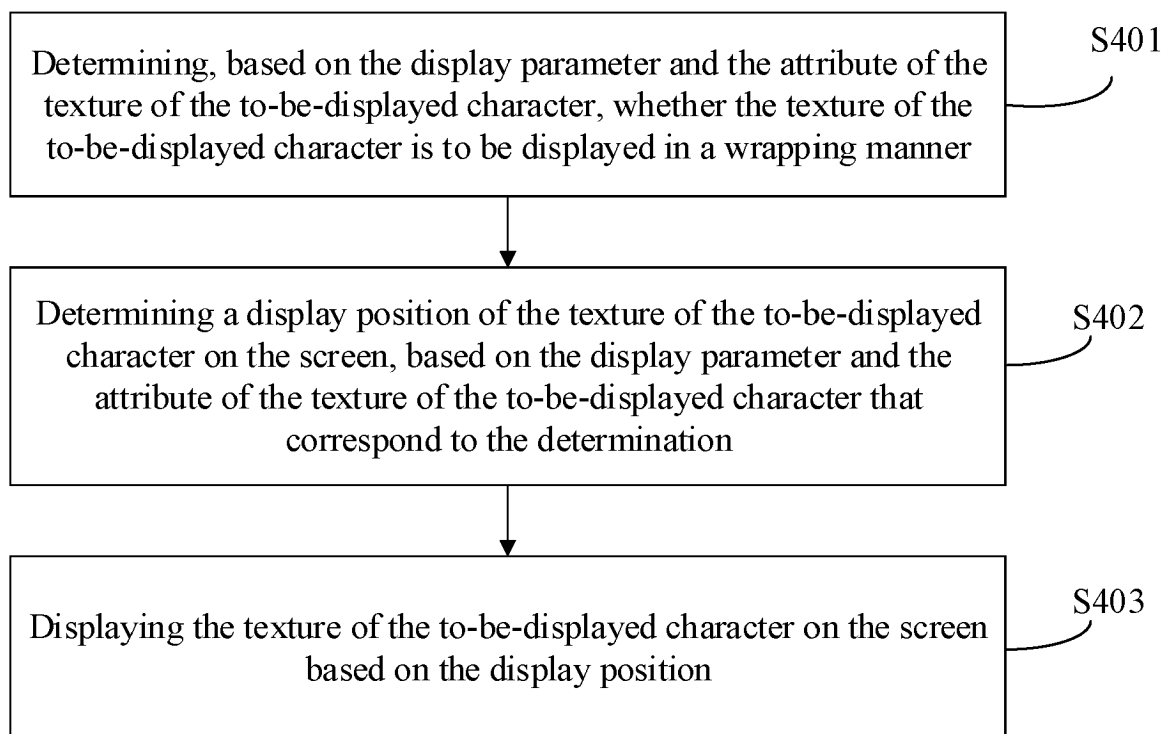 S401
Determining, based on the display parameter and the attribute of the
texture of the to-be-displayed character, whether the texture of the
to-be-displayed character is to be displayed in a wrapping manner
S402
Determining a display position of the texture of the to-be-displayed
character on the screen, based on the display parameter and the
attribute of the texture of the to-be-displayed character that
correspond to the determination
S403
Displaying the texture of the to-be-displayed character on the screen
based on the display position